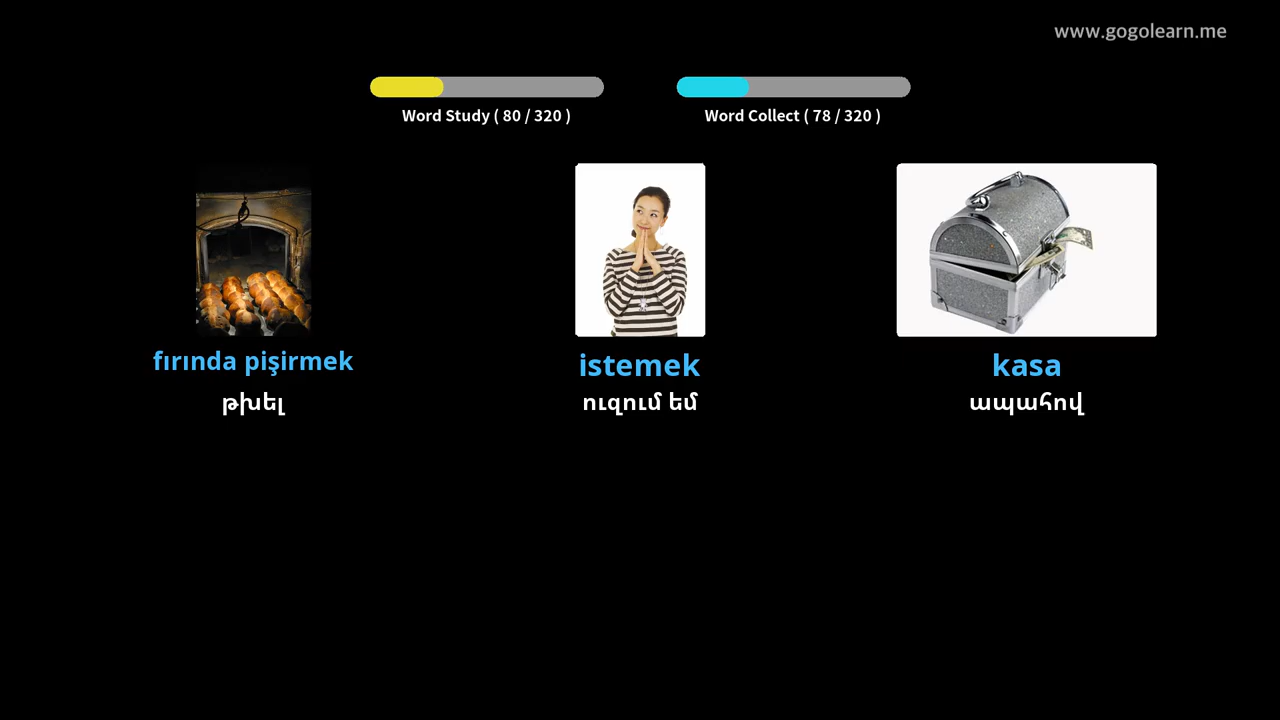 www.gogolearn.me
Word Study ( 80 / 320 )
Word Collect ( 78 / 320 )
fırında pişirmek
istemek
kasa
թխել
ուզում եմ
ապահով